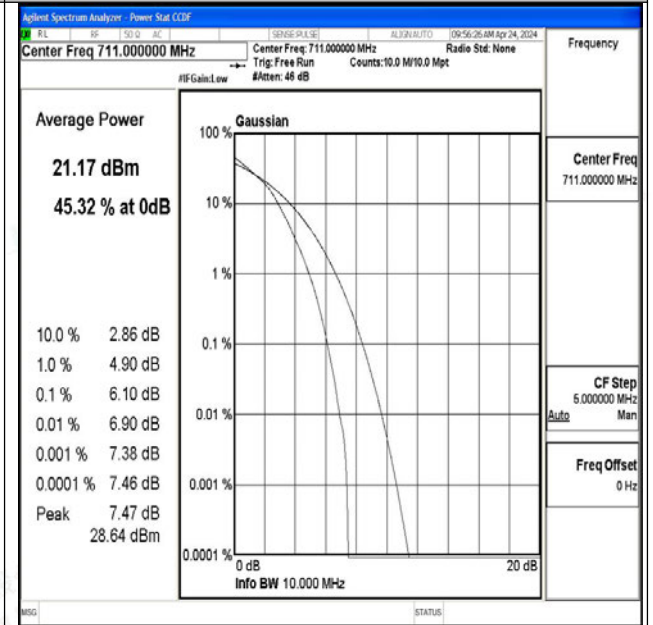 Agilent Spectrum Analyzer - Power Stat CCDF
RL RF 50 Ω AC SENSE:PULSE ALIGN AUTO 09:56:26 AM Apr 24, 2024
Center Freq 711.000000 MHz
Center Freq: 711.000000 MHz Radio Std: None
Trig: Free Run Counts:10.0 M/10.0 Mpt
#IFGain:Low #Atten: 46 dB
Frequency
Average Power
21.17 dBm
45.32 % at 0dB
10.0 % 2.86 dB
1.0 % 4.90 dB
0.1 % 6.10 dB
0.01 % 6.90 dB
0.001 % 7.38 dB
0.0001 % 7.46 dB
Peak 7.47 dB
28.64 dBm
Gaussian
100 %
10 %
1 %
0.1 %
0.01 %
0.001 %
0.0001 %
0 dB 20 dB
Info BW 10.000 MHz
Center Freq
711.000000 MHz
CF Step
5.000000 MHz
Auto Man
Freq Offset
0 Hz
MSG STATUS